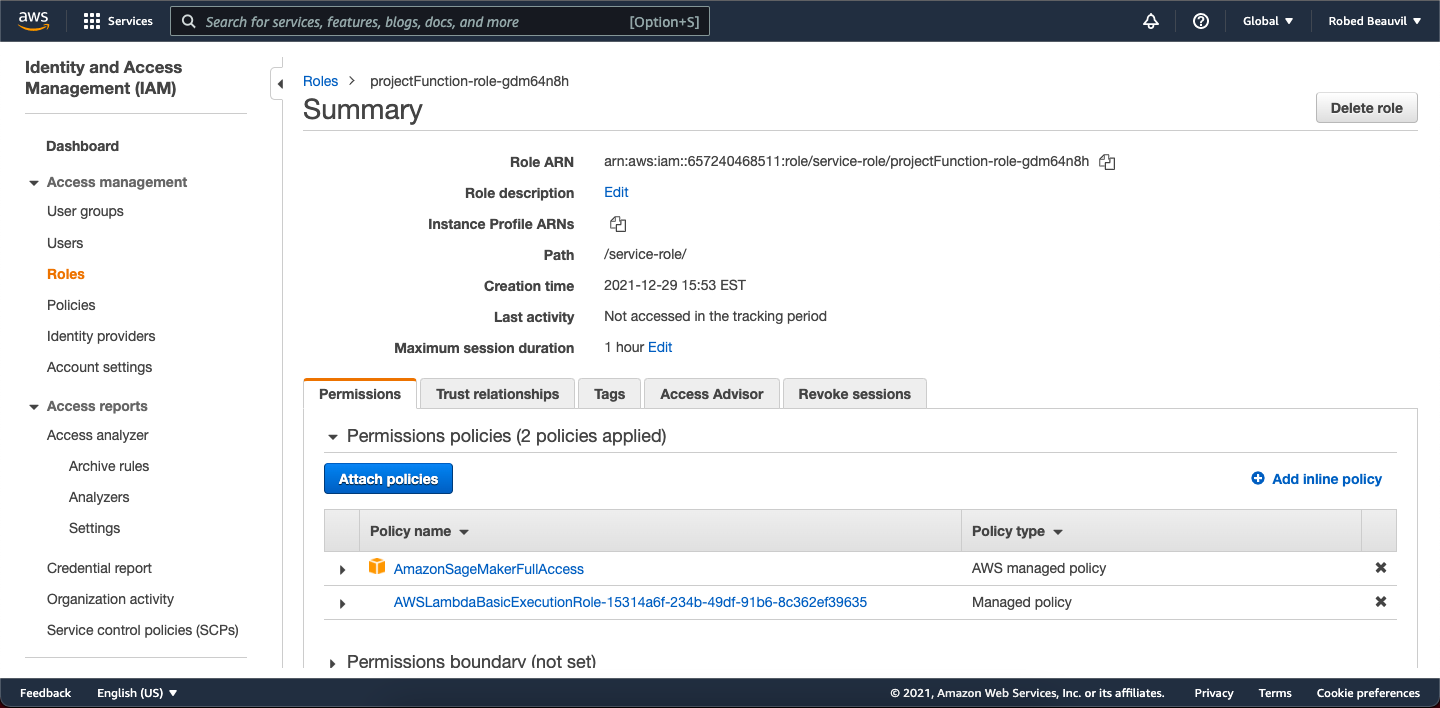 aws Services Search for services, features, blogs, docs, and more [Option+S] Global Robed Beauvil
Identity and Access
Management (IAM)
Dashboard
Access management
User groups
Users
Roles
Policies
Identity providers
Account settings
Access reports
Access analyzer
Archive rules
Analyzers
Settings
Credential report
Organization activity
Service control policies (SCPs)
Roles projectFunction-role-gdm64n8h
Summary Delete role
Role ARN arn:aws:iam::657240468511:role/service-role/projectFunction-role-gdm64n8h
Role description Edit
Instance Profile ARNs
Path /service-role/
Creation time 2021-12-29 15:53 EST
Last activity Not accessed in the tracking period
Maximum session duration 1 hour Edit
Permissions Trust relationships Tags Access Advisor Revoke sessions
Permissions policies (2 policies applied)
Attach policies Add inline policy
Policy name Policy type
AmazonSageMakerFullAccess AWS managed policy
AWSLambdaBasicExecutionRole-15314a6f-234b-49df-91b6-8c362ef39635 Managed policy
Permissions boundary (not set)
Feedback English (US) © 2021, Amazon Web Services, Inc. or its affiliates. Privacy Terms Cookie preferences